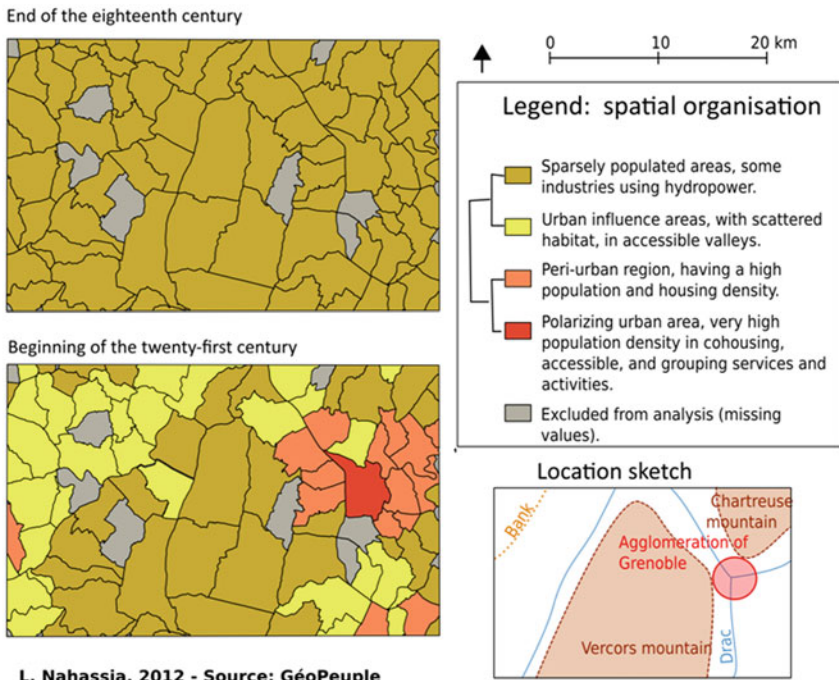 End of the eighteenth century
0 10 20 km
Legend: spatial organisation
Sparsely populated areas, some
industries using hydropower.
Urban influence areas, with scattered
habitat, in accessible valleys.
Peri-urban region, having a high
population and housing density.
Polarizing urban area, very high
population density in cohousing,
accessible, and grouping services and
activities.
Excluded from analysis (missing
values).
Beginning of the twenty-first century
Location sketch
Bank
Chartreuse
mountain
Agglomeration of
Grenoble
Vercors mountain
Drac
L. Nahassia, 2012 - Source: GéoPeuple